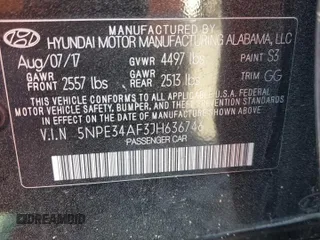 HYUNDAI MOTOR MANUFACTURING ALABAMA, LLC
Aug/07/17 GVWR 4497 lbs PAINT S3
GAWR FRONT 2557 lbs GAWR REAR 2513 lbs TRIM GG
THIS VEHICLE CONFORMS TO ALL APPLICABLE U.S. FEDERAL
MOTOR VEHICLE SAFETY, BUMPER, AND THEFT PREVENTION
STANDARDS IN EFFECT ON THE DATE OF MANUFACTURE SHOWN ABOVE.
V.I.N 5NPE34AF3JH636746
PASSENGER CAR
DREAMBID